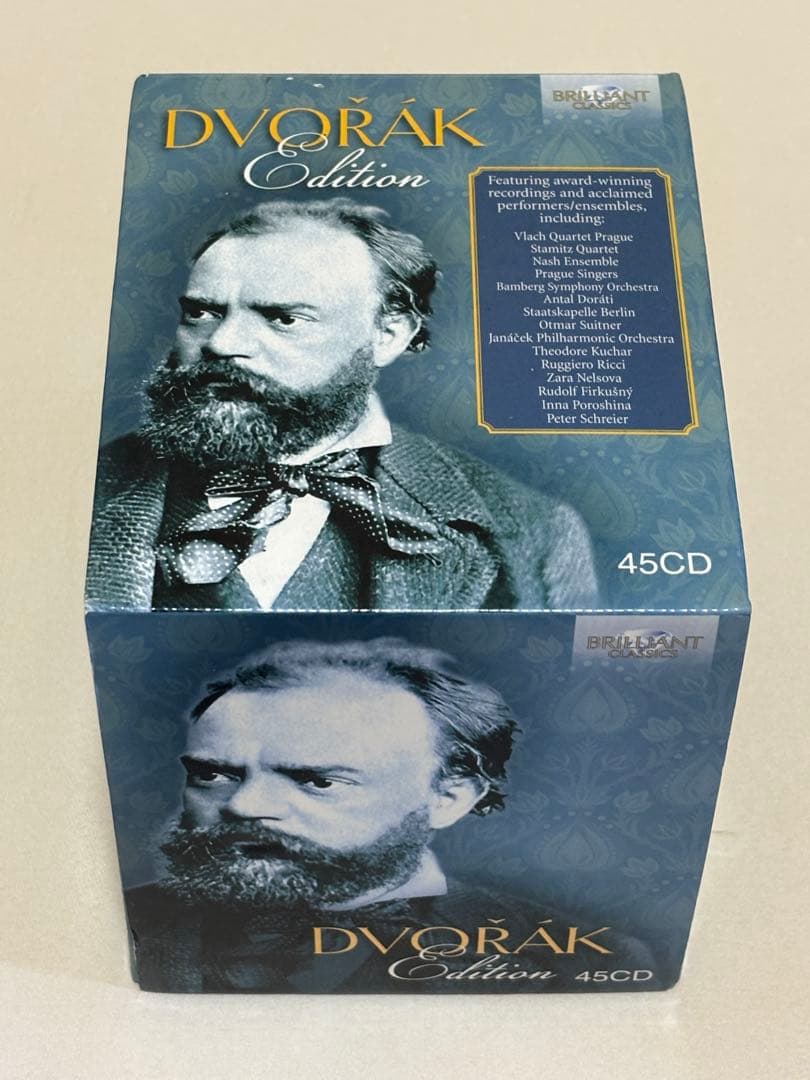 DVOŘÁK
Edition
BRILLIANT
CLASSICS
Featuring award-winning
recordings and acclaimed
performers/ensembles,
including:
Vlach Quartet Prague
Stamitz Quartet
Nash Ensemble
Prague Singers
Bamberg Symphony Orchestra
Antal Doráti
Staatskapelle Berlin
Otmar Suitner
Janáček Philharmonic Orchestra
Theodore Kuchar
Ruggiero Ricci
Zara Nelsova
Rudolf Firkušný
Inna Poroshina
Peter Schreier
45CD
BRILLIANT
CLASSICS
DVOŘÁK
Edition 45CD